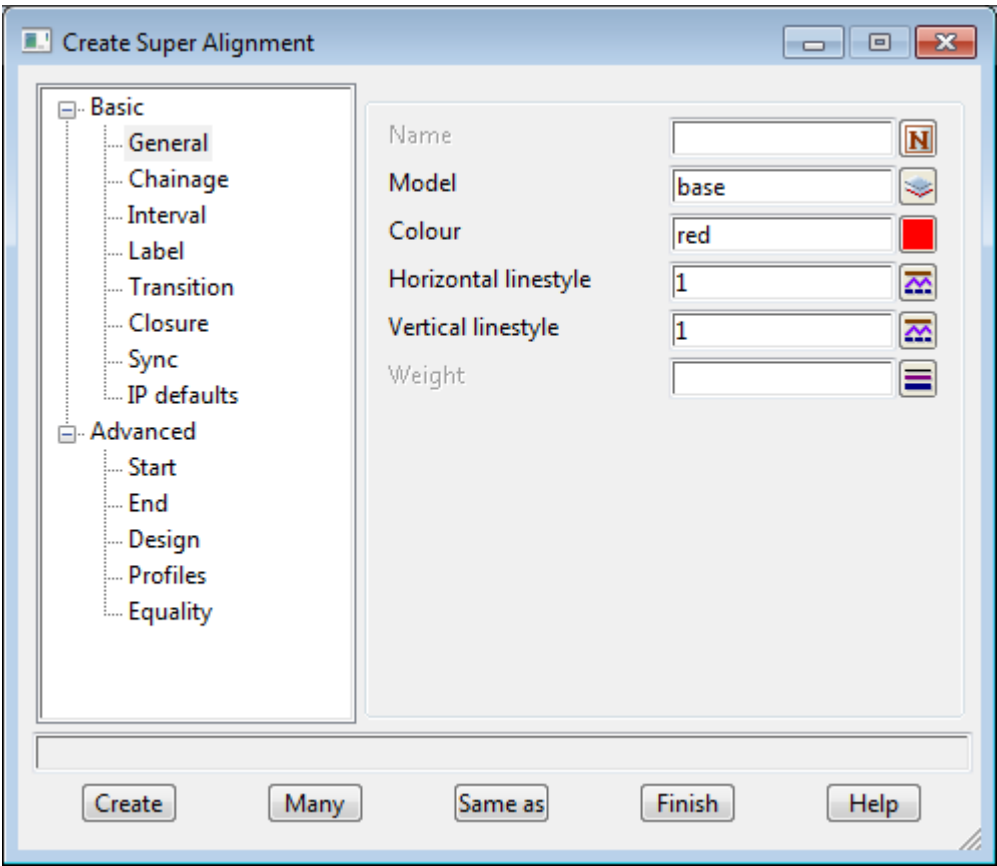 Create Super Alignment
Basic
General
Chainage
Interval
Label
Transition
Closure
Sync
IP defaults
Advanced
Start
End
Design
Profiles
Equality
Name
N
Model base
Colour red
Horizontal linestyle 1
Vertical linestyle 1
Weight
Create Many Same as Finish Help